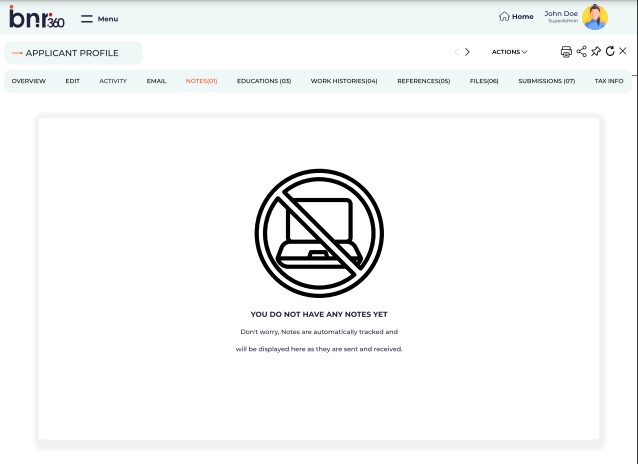 bnr360
Menu
Home
John Doe
SuperAdmin
APPLICANT PROFILE
ACTIONS
OVERVIEW EDIT ACTIVITY EMAIL NOTES(01) EDUCATIONS (03) WORK HISTORIES(04) REFERENCES(05) FILES(06) SUBMISSIONS (07) TAX INFO
YOU DO NOT HAVE ANY NOTES YET
Don't worry, Notes are automatically tracked and
will be displayed here as they are sent and received.